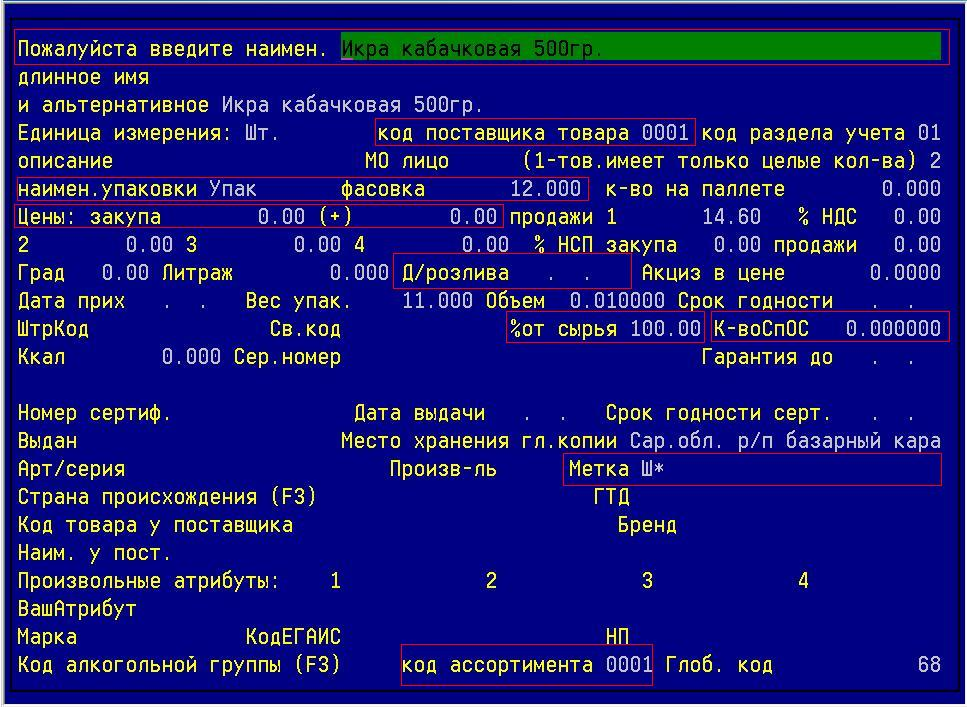 Пожалуйста введите наимен. Икра кабачковая 500гр.
длинное имя
и альтернативное Икра кабачковая 500гр.
Единица измерения: Шт. код поставщика товара 0001 код раздела учета 01
описание МО лицо (1-тов.имеет только целые кол-ва) 2
наимен.упаковки Упак фасовка 12.000 к-во на паллете 0.000
Цены: закупа 0.00 (+) 0.00 продажи 1 14.60 % НДС 0.00
2 0.00 3 0.00 4 0.00 % НСП закупа 0.00 продажи 0.00
Град 0.00 Литраж 0.000 Д/розлива . . Акциз в цене 0.0000
Дата прих . . Вес упак. 11.000 Объем 0.010000 Срок годности . .
ШтрКод Св.код %от сырья 100.00 К-воСпОС 0.000000
Ккал 0.000 Сер.номер Гарантия до . .
Номер сертиф. Дата выдачи . . Срок годности серт. . .
Выдан Место хранения гл.копии Сар.обл. р/п базарный кара
Арт/серия Произв-ль Метка Ш*
Страна происхождения (F3) ГТД
Код товара у поставщика Бренд
Наим. у пост.
Произвольные атрибуты: 1 2 3 4
ВашАтрибут
Марка КодЕГАИС НП
Код алкогольной группы (F3) код ассортимента 0001 Глоб. код 68